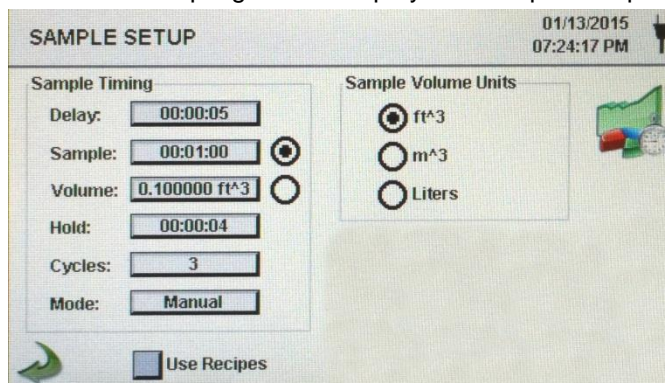 SAMPLE SETUP
01/13/2015
07:24:17 PM
Sample Timing
Delay: 00:00:05
Sample: 00:01:00
Volume: 0.100000 ft^3
Hold: 00:00:04
Cycles: 3
Mode: Manual
Use Recipes
Sample Volume Units
ft^3
m^3
Liters